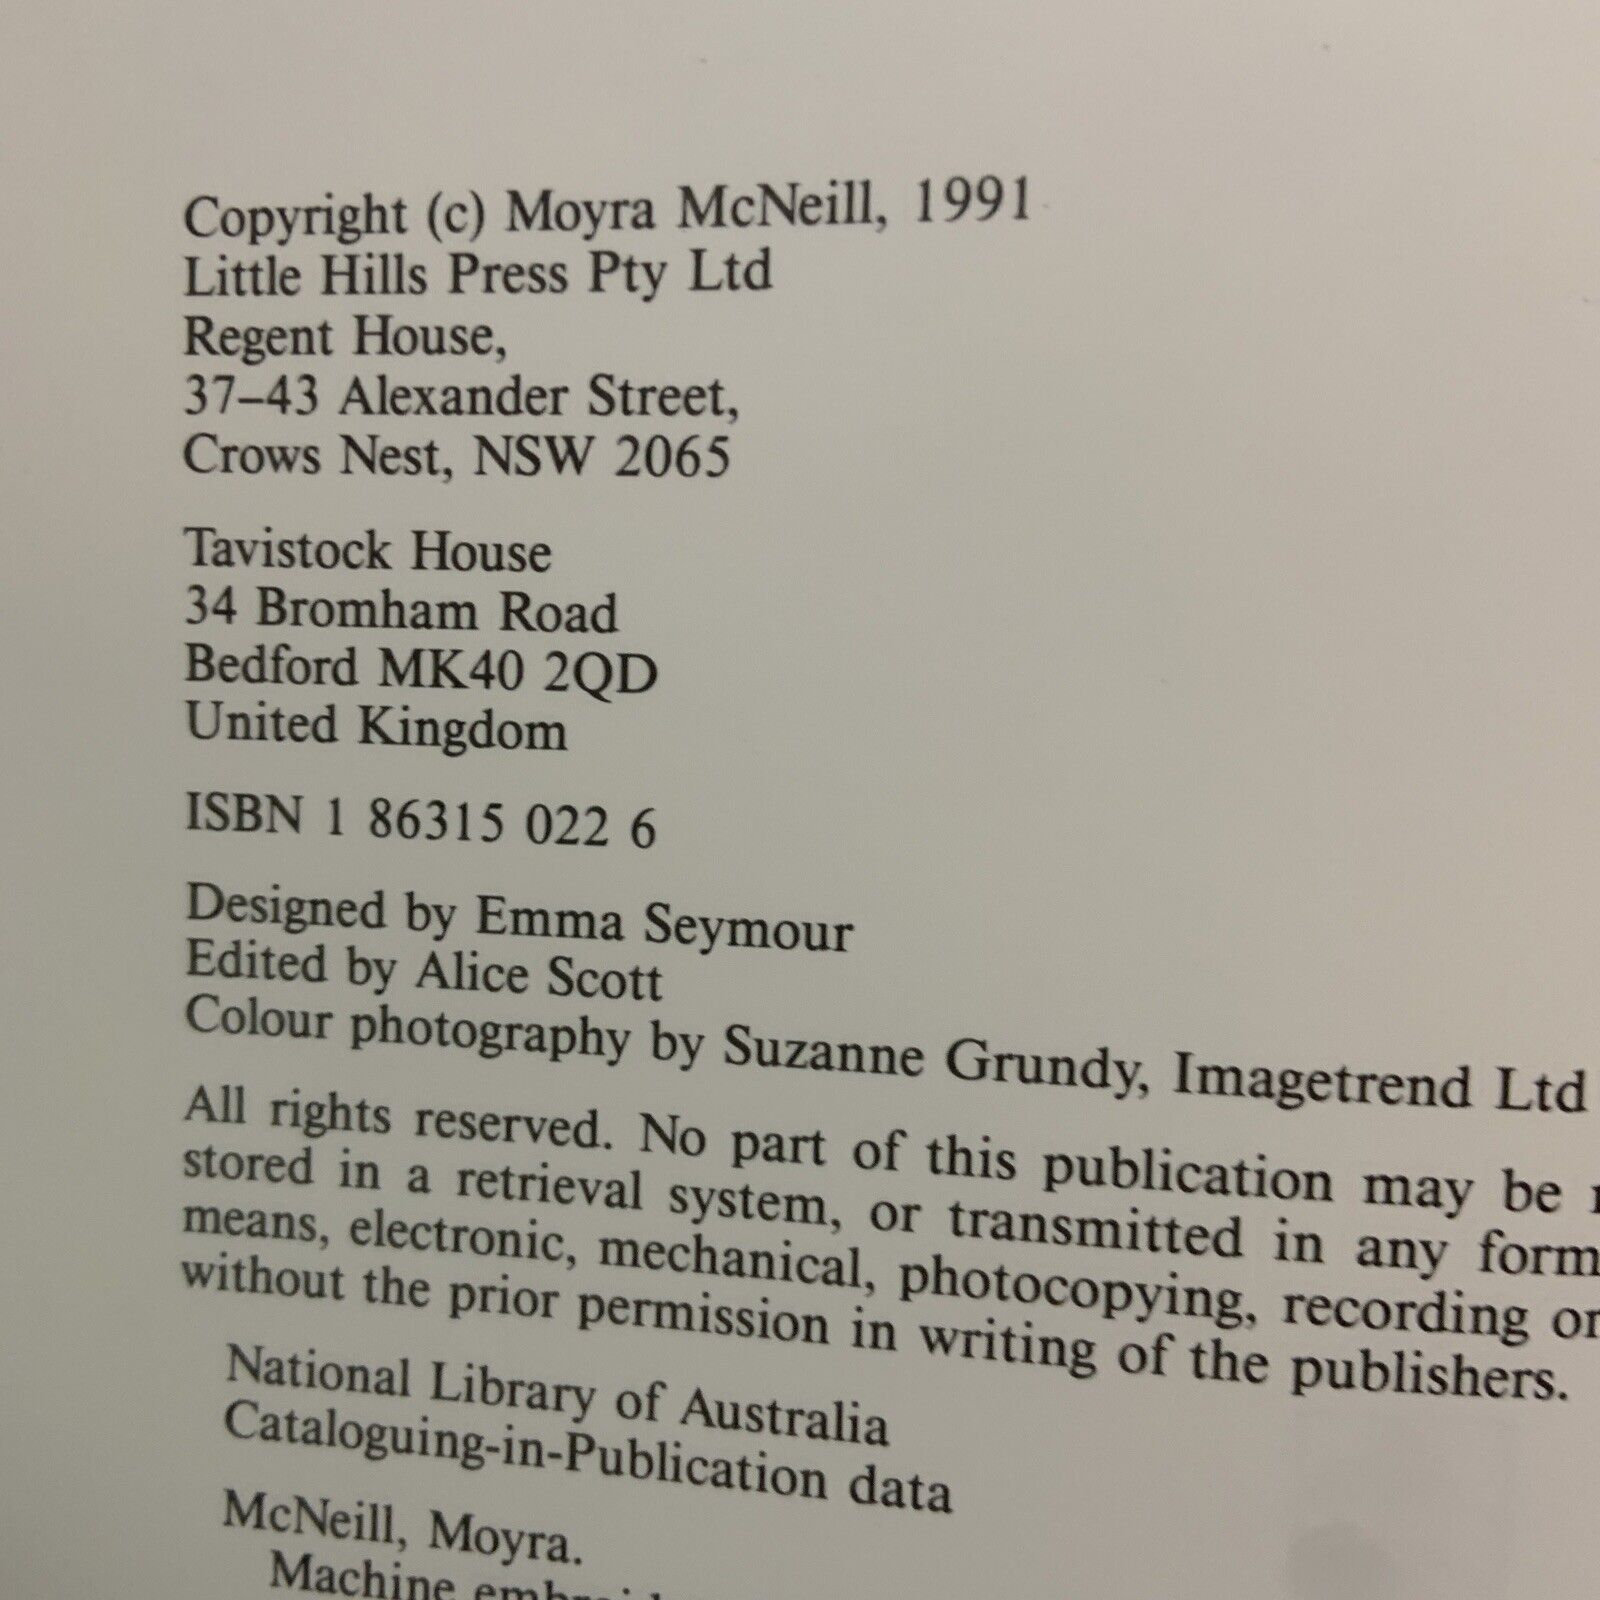 Copyright (c) Moyra McNeill, 1991
Little Hills Press Pty Ltd
Regent House,
37–43 Alexander Street,
Crows Nest, NSW 2065
Tavistock House
34 Bromham Road
Bedford MK40 2QD
United Kingdom
ISBN 1 86315 022 6
Designed by Emma Seymour
Edited by Alice Scott
Colour photography by Suzanne Grundy, Imagetrend Ltd
All rights reserved. No part of this publication may be
stored in a retrieval system, or transmitted in any form
means, electronic, mechanical, photocopying, recording or
without the prior permission in writing of the publishers.
National Library of Australia
Cataloguing-in-Publication data
McNeill, Moyra.
Machine